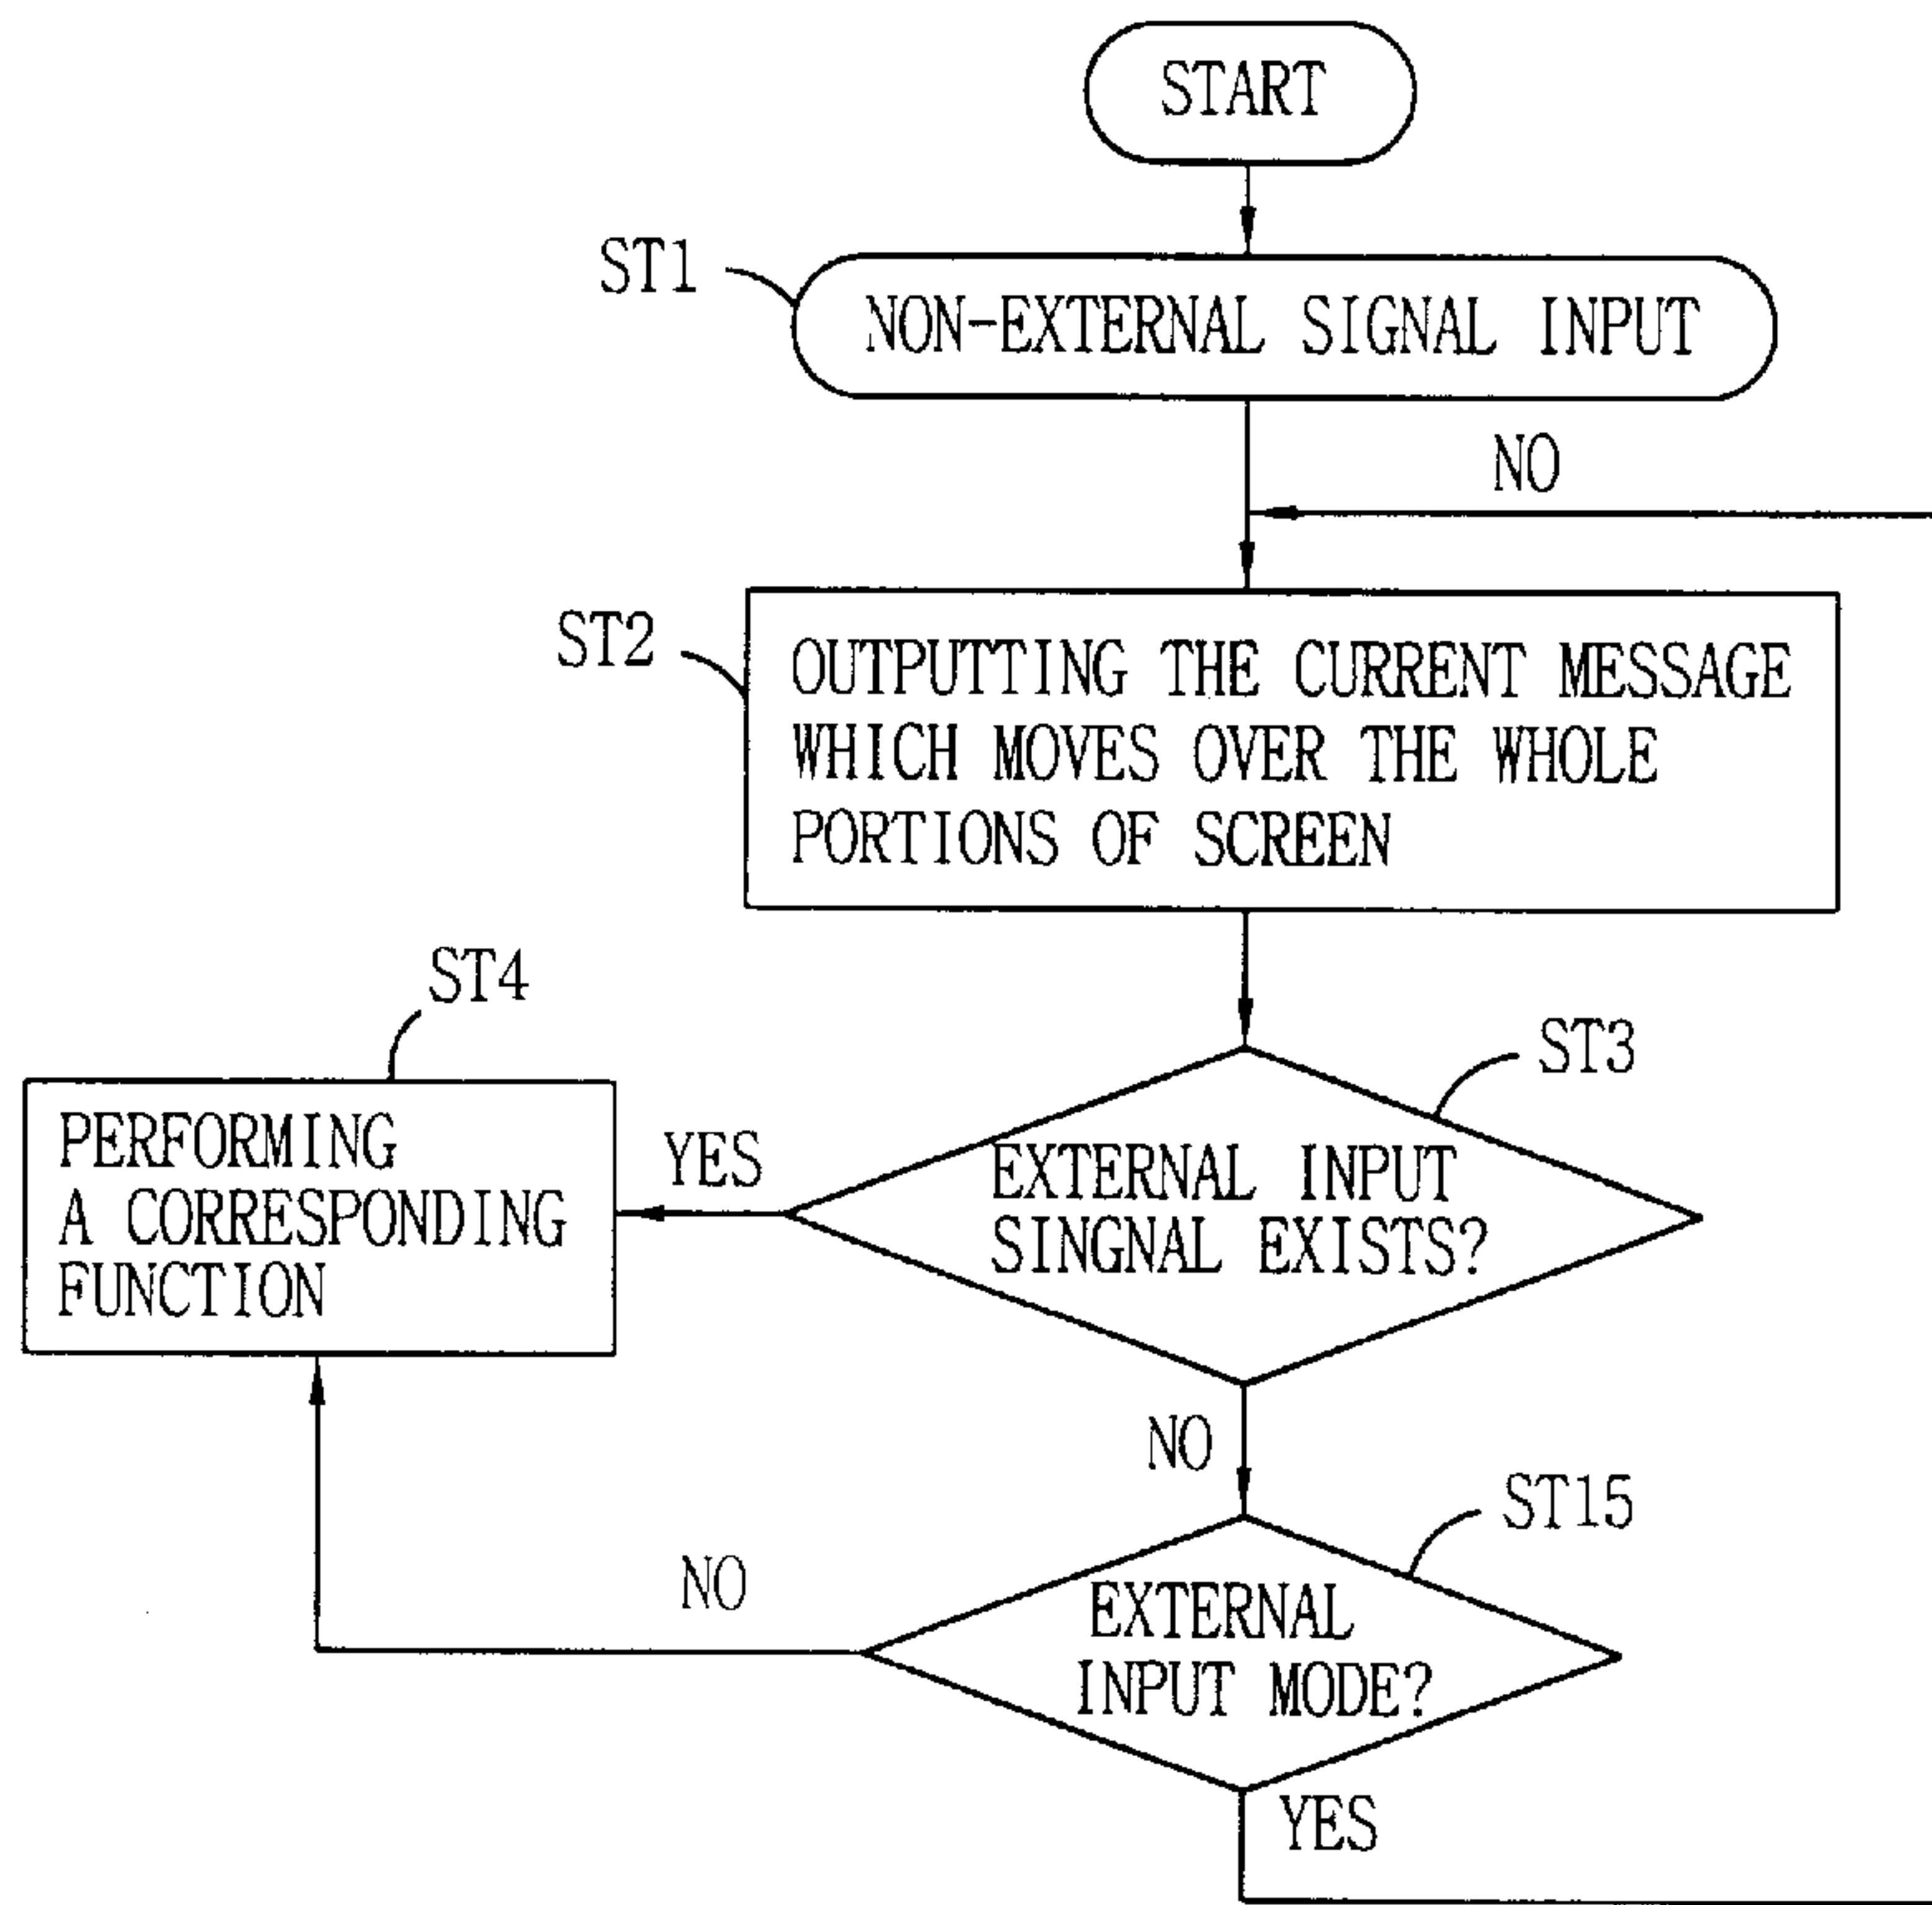 START
ST1
NON-EXTERNAL SIGNAL INPUT
NO
ST2
OUTPUTTING THE CURRENT MESSAGE
WHICH MOVES OVER THE WHOLE
PORTIONS OF SCREEN
ST4
ST3
PERFORMING
A CORRESPONDING
FUNCTION
YES
EXTERNAL INPUT
SINGNAL EXISTS?
NO
ST15
NO
EXTERNAL
INPUT MODE?
YES